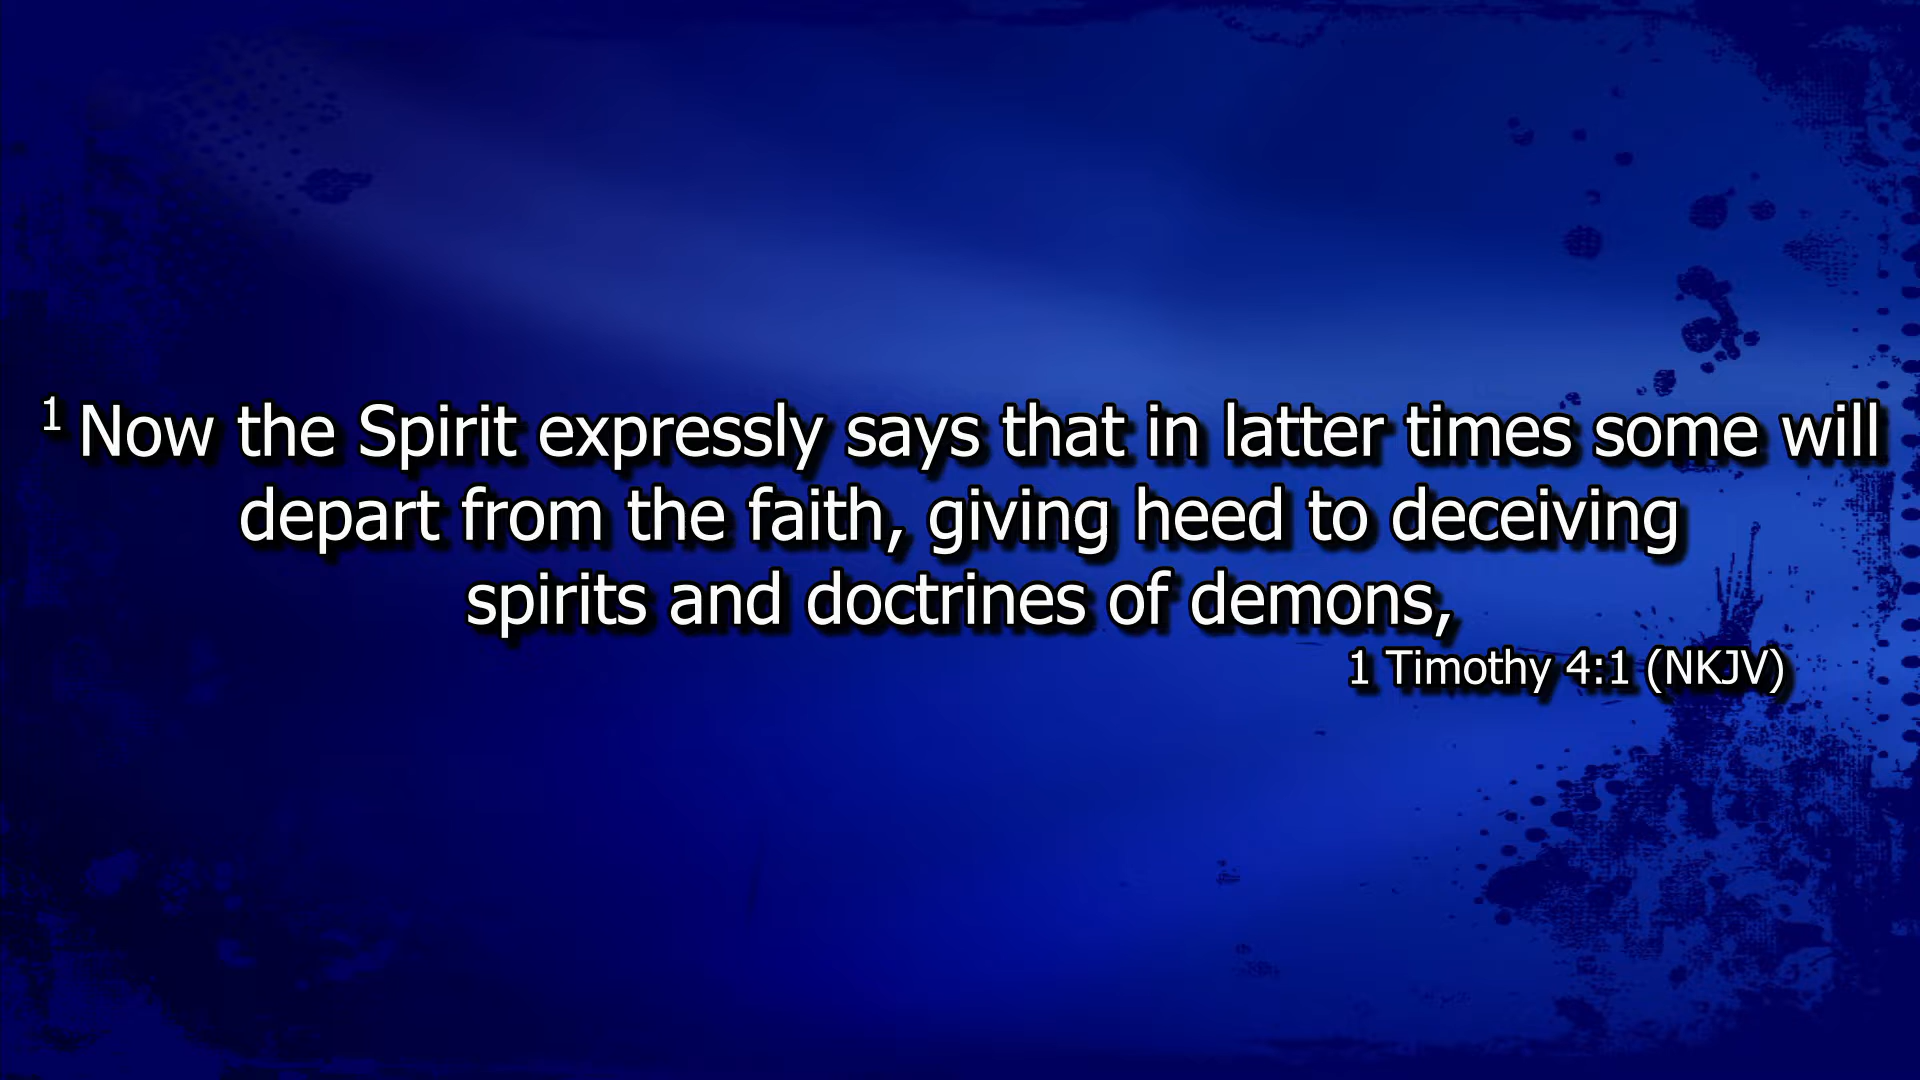 1 Now the Spirit expressly says that in latter times some will
depart from the faith, giving heed to deceiving
spirits and doctrines of demons,
1 Timothy 4:1 (NKJV)